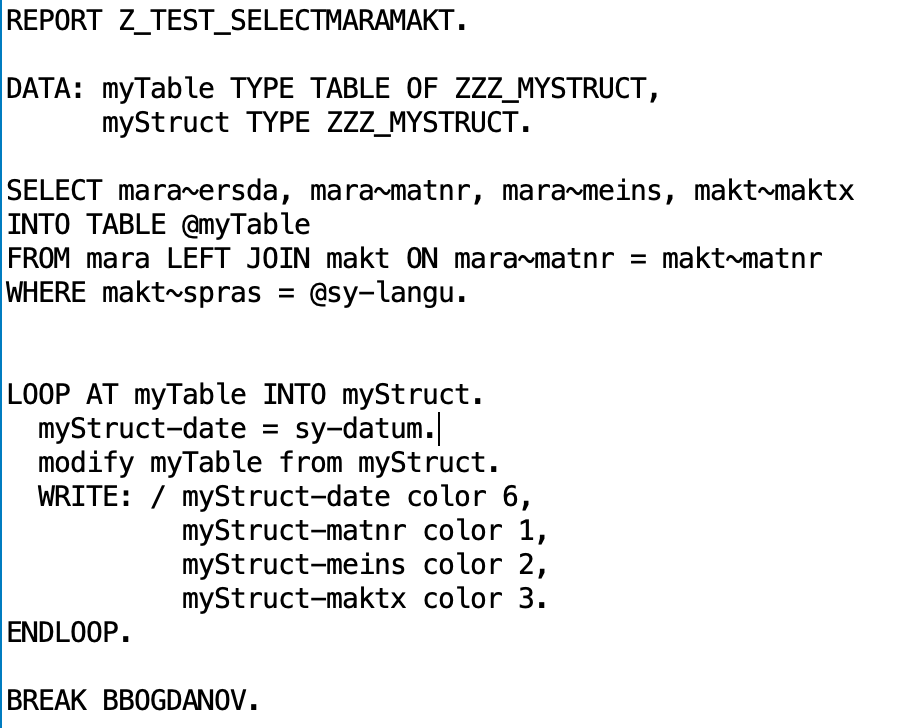 REPORT Z_TEST_SELECTMARAMAKT.
DATA: myTable TYPE TABLE OF ZZZ_MYSTRUCT,
myStruct TYPE ZZZ_MYSTRUCT.
SELECT mara~ersda, mara~matnr, mara~meins, makt~maktx
INTO TABLE @myTable
FROM mara LEFT JOIN makt ON mara~matnr = makt~matnr
WHERE makt~spras = @sy-langu.
LOOP AT myTable INTO myStruct.
myStruct-date = sy-datum.
modify myTable from myStruct.
WRITE: / myStruct-date color 6,
myStruct-matnr color 1,
myStruct-meins color 2,
myStruct-maktx color 3.
ENDLOOP.
BREAK BBOGDANOV.